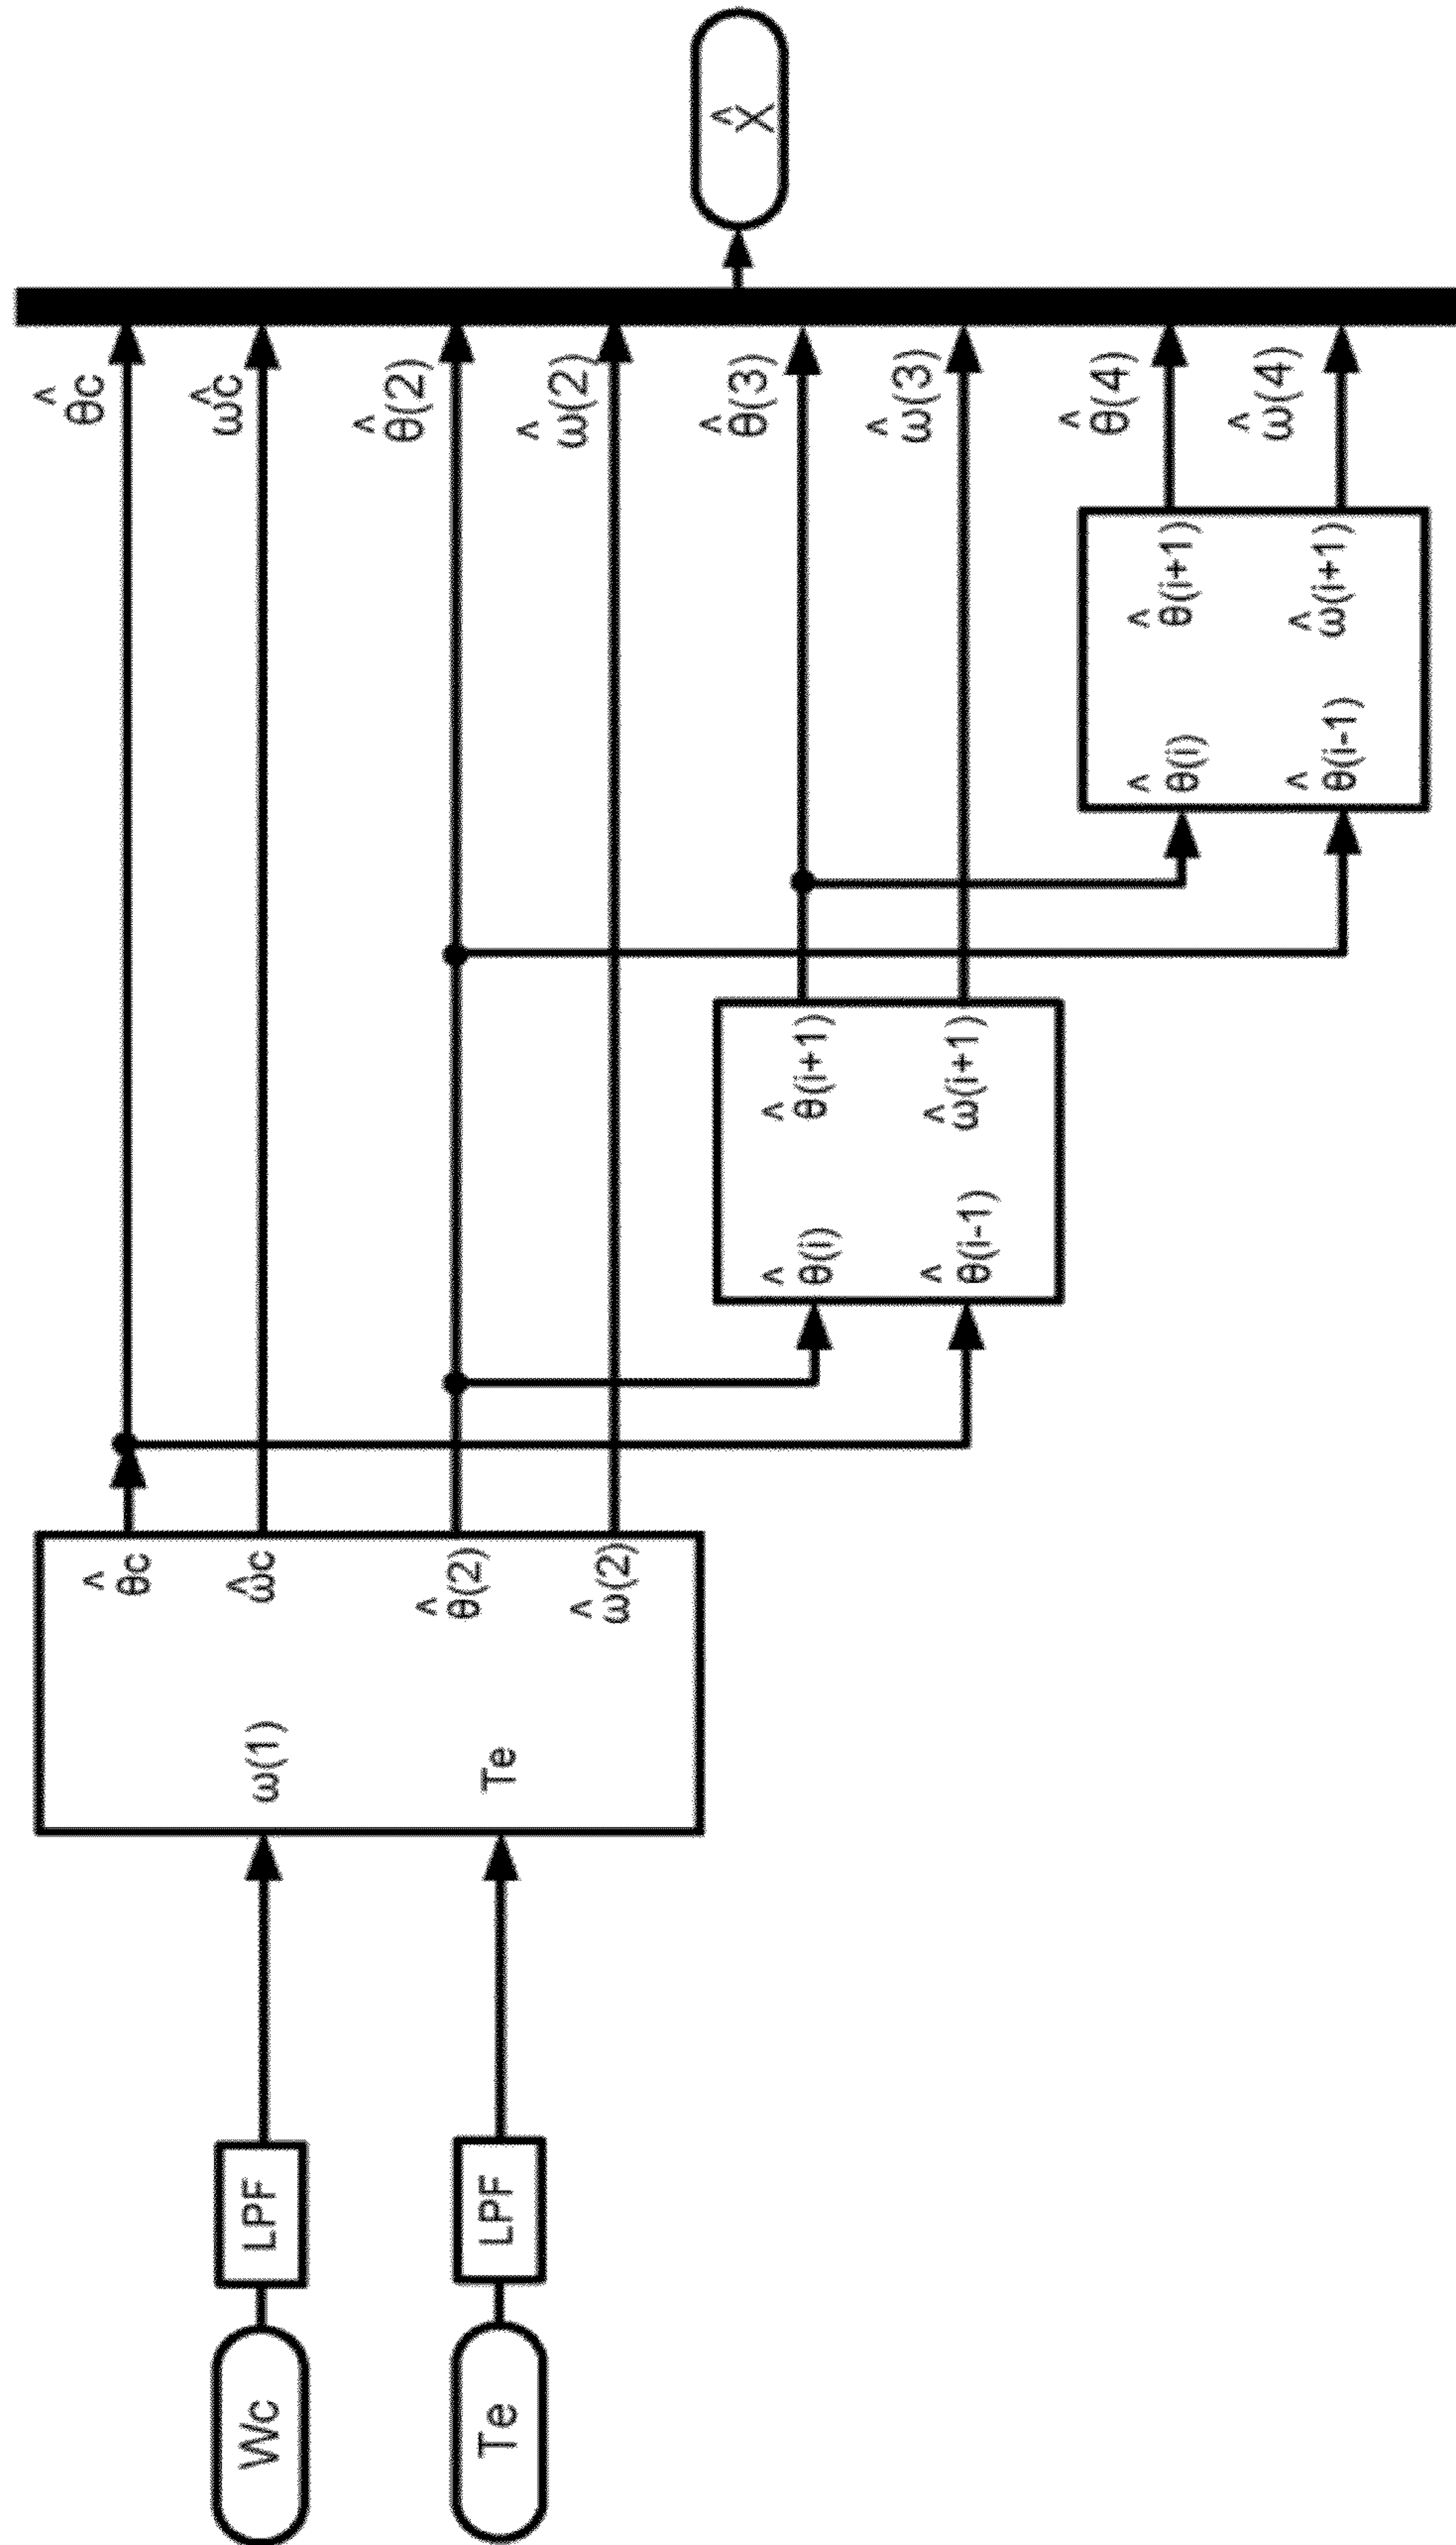 Wc
LPF
Te
LPF
ω(1)
Te
θ̂c
ω̂c
θ̂(2)
ω̂(2)
θ̂(i)
θ̂(i-1)
θ̂(i+1)
ω̂(i+1)
θ̂(i)
θ̂(i-1)
θ̂(i+1)
ω̂(i+1)
θ̂c
ω̂c
θ̂(2)
ω̂(2)
θ̂(3)
ω̂(3)
θ̂(4)
ω̂(4)
X̂